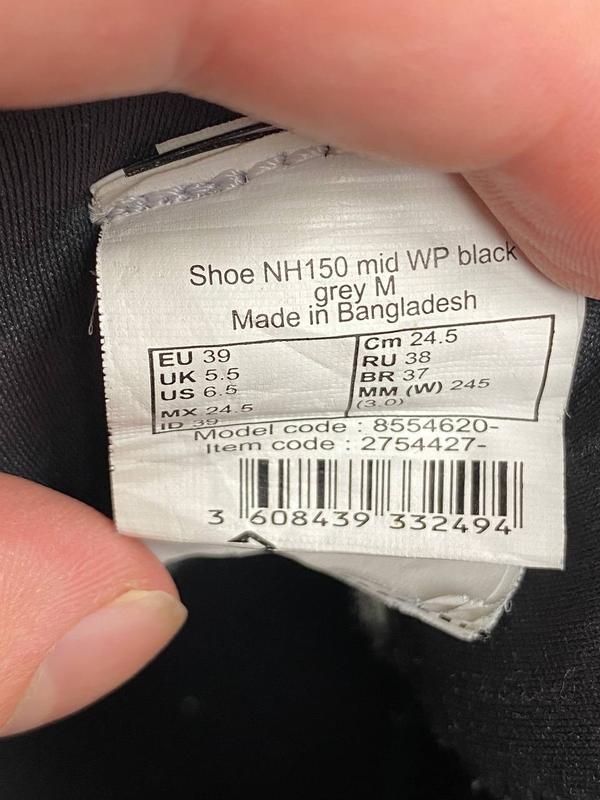 Shoe NH150 mid WP black
grey M
Made in Bangladesh
EU 39
UK 5.5
US 6.5
MX 24.5
ID 39
Cm 24.5
RU 38
BR 37
MM (W) 245
(3.0)
Model code : 8554620-
Item code : 2754427-
3 608439 332494